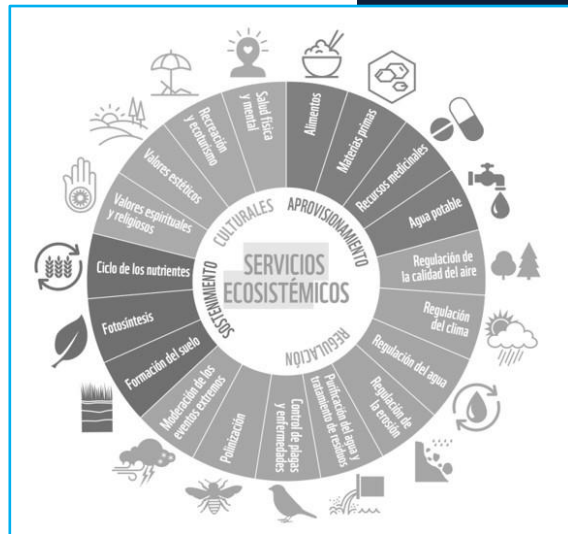 SERVICIOS
ECOSISTÉMICOS
APROVISIONAMIENTO
Alimentos
Materias primas
Recursos medicinales
Agua potable
REGULACIÓN
Regulación de
la calidad del aire
Regulación
del clima
Regulación del agua
Regulación de
la erosión
Purificación del agua y
tratamiento de residuos
Control de plagas
y enfermedades
Polinización
Moderación de los
eventos extremos
SOSTENIMIENTO
Formación del suelo
Fotosíntesis
Ciclo de los nutrientes
CULTURALES
Valores espirituales
y religiosos
Valores estéticos
Recreación
y ecoturismo
Salud física
y mental